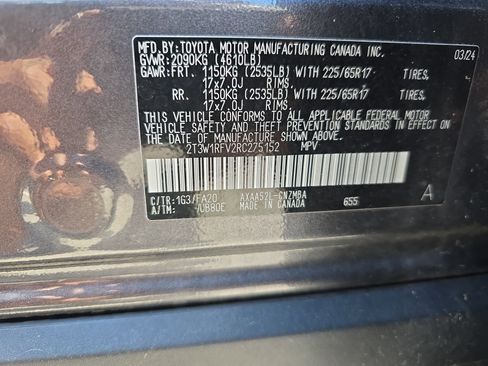 MFD.BY:TOYOTA MOTOR MANUFACTURING CANADA INC. 03/24
GVWR:2090KG (4610LB)
GAWR:FRT. 1150KG (2535LB) WITH 225/65R17 TIRES,
17x7.0J RIMS.
RR. 1150KG (2535LB) WITH 225/65R17 TIRES,
17x7.0J RIMS.
THIS VEHICLE CONFORMS TO ALL APPLICABLE FEDERAL MOTOR
VEHICLE SAFETY AND THEFT PREVENTION STANDARDS IN EFFECT ON
THE DATE OF MANUFACTURE SHOWN ABOVE.
2T3W1RFV2RC275152 MPV
C/TR:1G3/FA20 AXAA52L-CNZMBA 655 A
A/TM: -/UB80E MADE IN CANADA